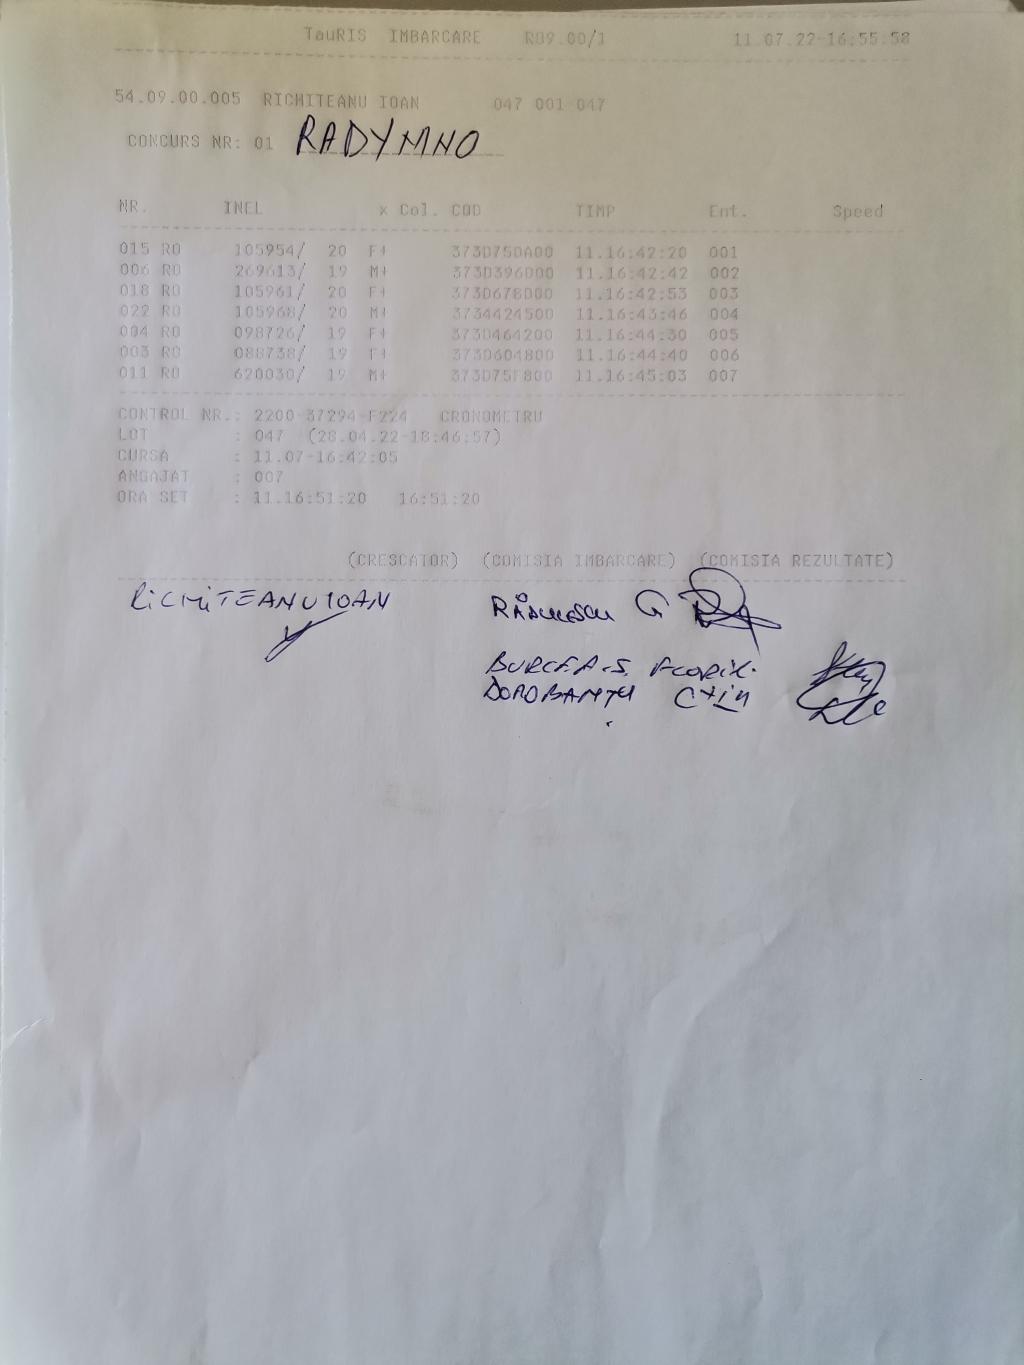 TauRIS IMBARCARE R09.00/1 11.07.22-16:55:58
54.09.00.005 RICHITEANU IOAN 047 001-047
CONCURS NR: 01 RADYMNO
NR. INEL x Col. COD TIMP Ent. Speed
015 RO 105954/ 20 F+ 373D75DA00 11.16:42:20 001
006 RO 269613/ 19 M+ 373D396D00 11.16:42:42 002
018 RO 105961/ 20 F+ 373D678D00 11.16:42:53 003
022 RO 105968/ 20 M+ 3734424500 11.16:43:46 004
004 RO 098726/ 19 F+ 373D464200 11.16:44:30 005
003 RO 088738/ 19 F+ 373D604800 11.16:44:40 006
011 RO 620030/ 19 M+ 373D75F800 11.16:45:03 007
CONTROL NR.: 2200-37294-F224 CRONOMETRU
LOT : 047 (28.04.22-18:46:57)
CURSA : 11.07-16:42:05
ANGAJAT : 007
ORA SET : 11.16:51:20 16:51:20
(CRESCATOR) (COMISIA IMBARCARE) (COMISIA REZULTATE)
RICHITEANU IOAN RĂDULESCU G
BURCEA S.
DOROBANȚU